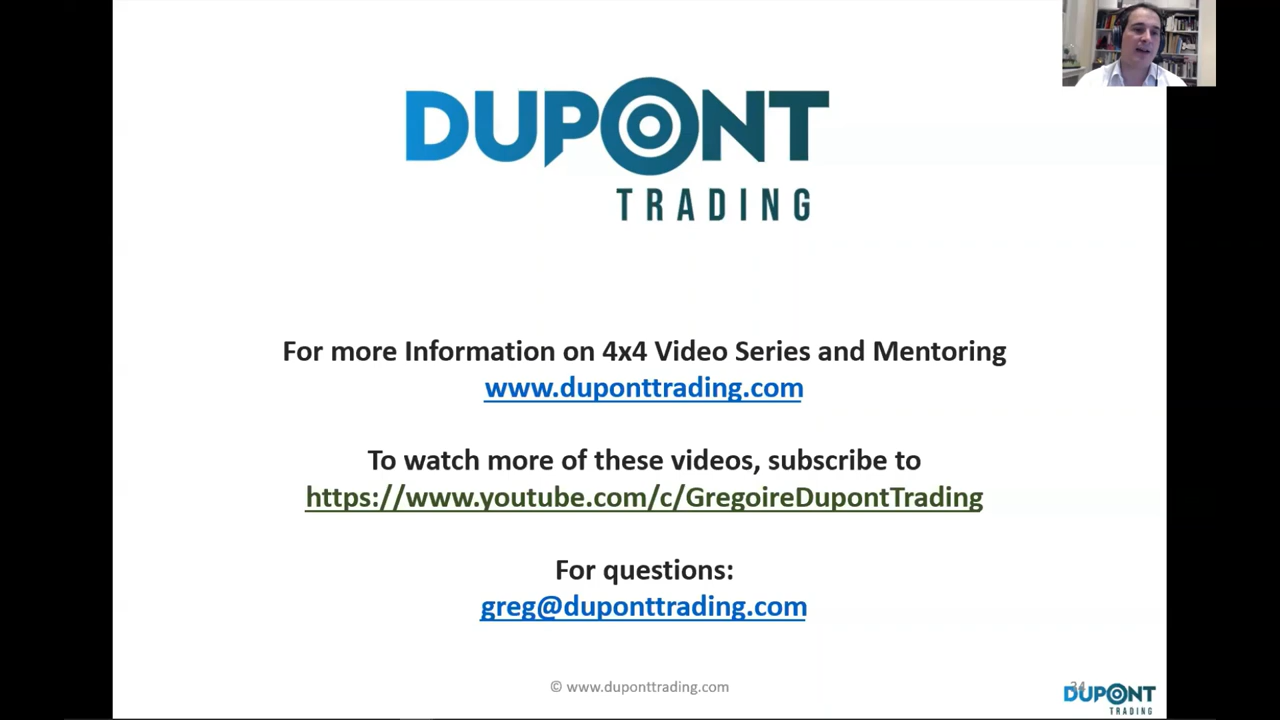 DUPONT
TRADING
For more Information on 4x4 Video Series and Mentoring
www.duponttrading.com
To watch more of these videos, subscribe to
https://www.youtube.com/c/GregoireDupontTrading
For questions:
greg@duponttrading.com
© www.duponttrading.com
34
DUPONT
TRADING